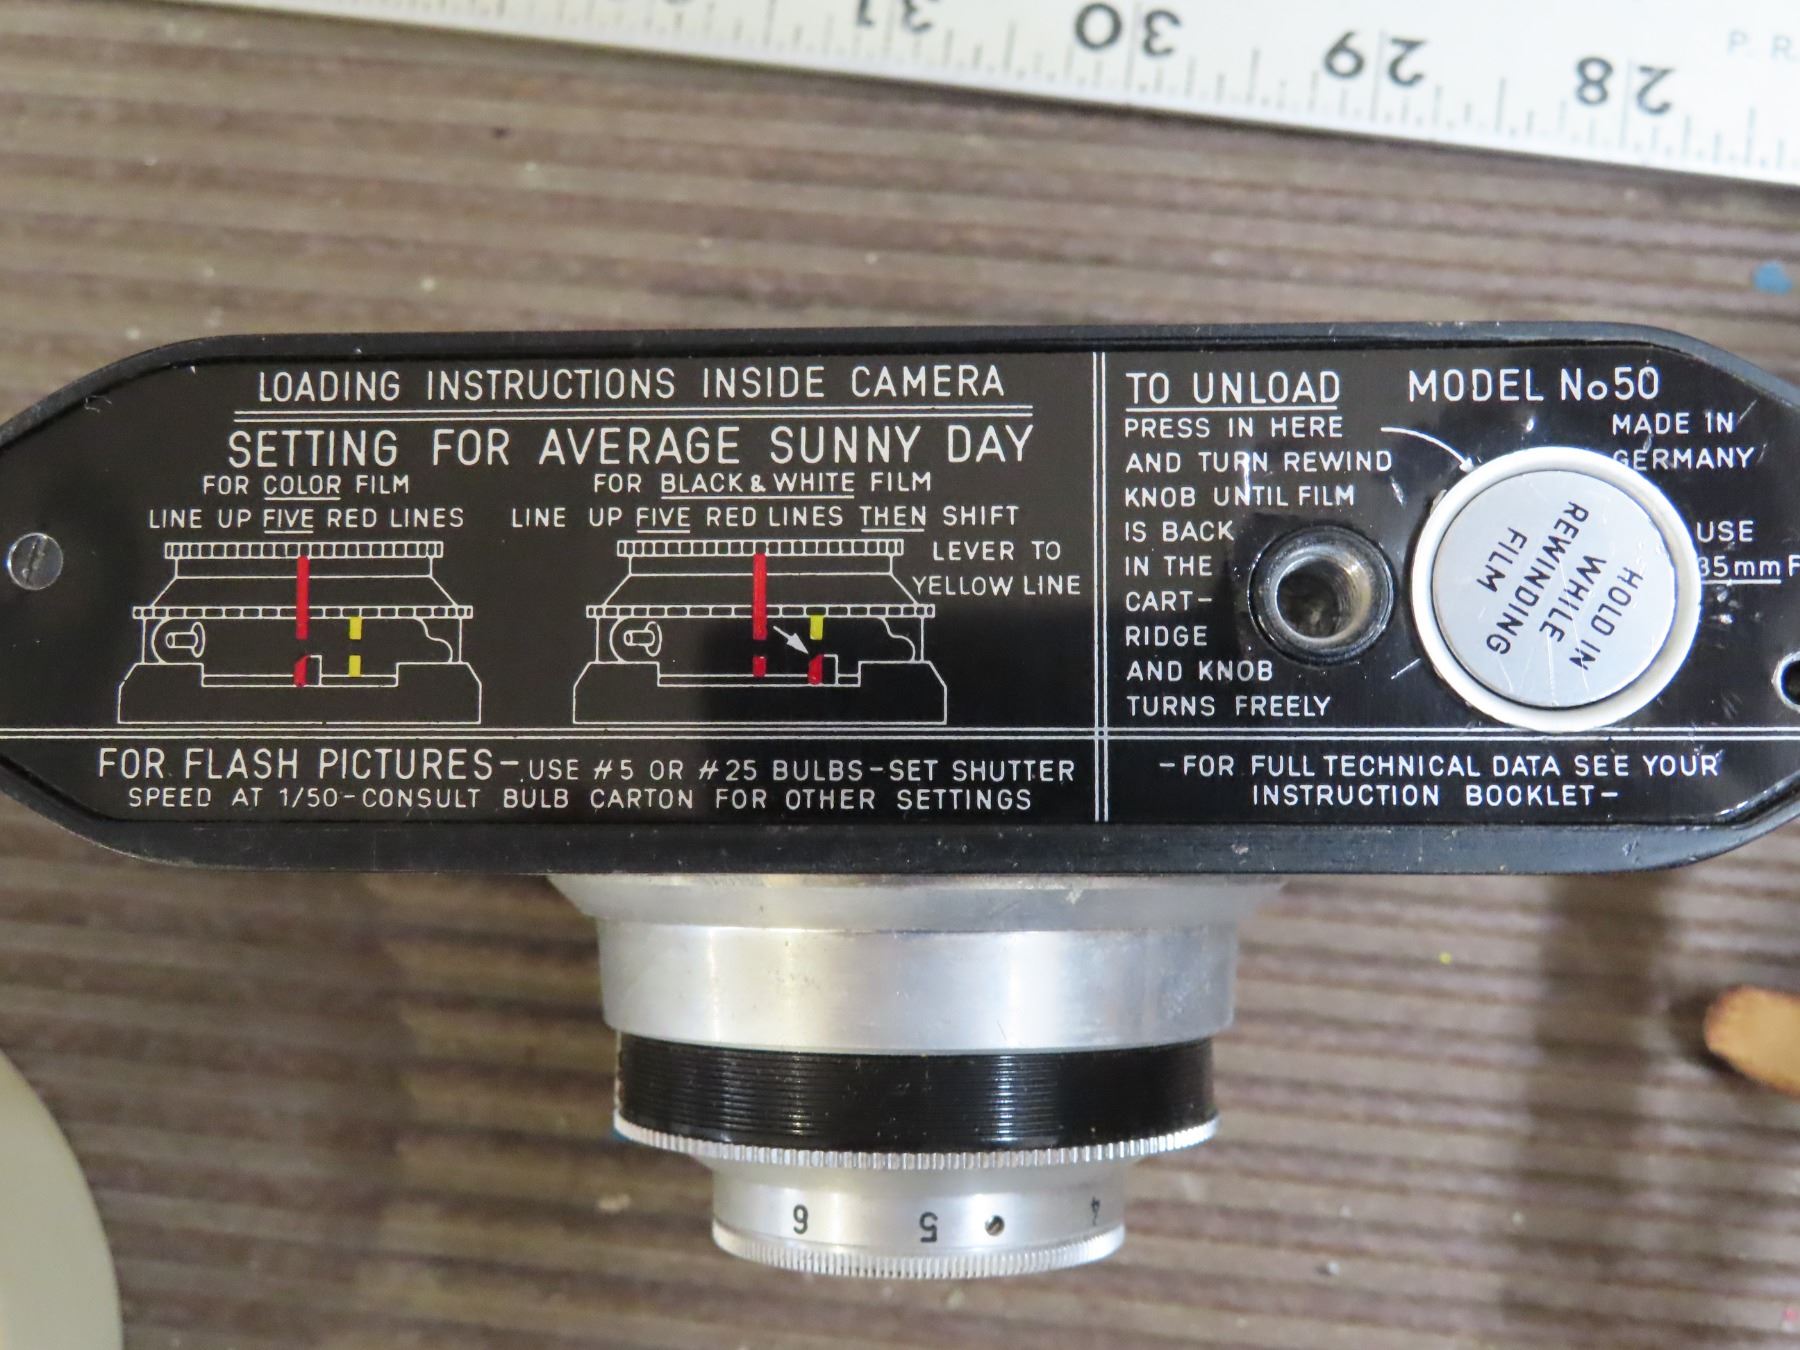 31 30 29 28
P. R.
LOADING INSTRUCTIONS INSIDE CAMERA
SETTING FOR AVERAGE SUNNY DAY
FOR COLOR FILM
LINE UP FIVE RED LINES
FOR BLACK & WHITE FILM
LINE UP FIVE RED LINES THEN SHIFT
LEVER TO
YELLOW LINE
FOR FLASH PICTURES-USE #5 OR #25 BULBS-SET SHUTTER
SPEED AT 1/50-CONSULT BULB CARTON FOR OTHER SETTINGS
TO UNLOAD
PRESS IN HERE
AND TURN REWIND
KNOB UNTIL FILM
IS BACK
IN THE
CART-
RIDGE
AND KNOB
TURNS FREELY
MODEL No50
MADE IN
GERMANY
USE
35mm F
HOLD IN
WHILE
REWINDING
FILM
-FOR FULL TECHNICAL DATA SEE YOUR
INSTRUCTION BOOKLET-
6 5 4